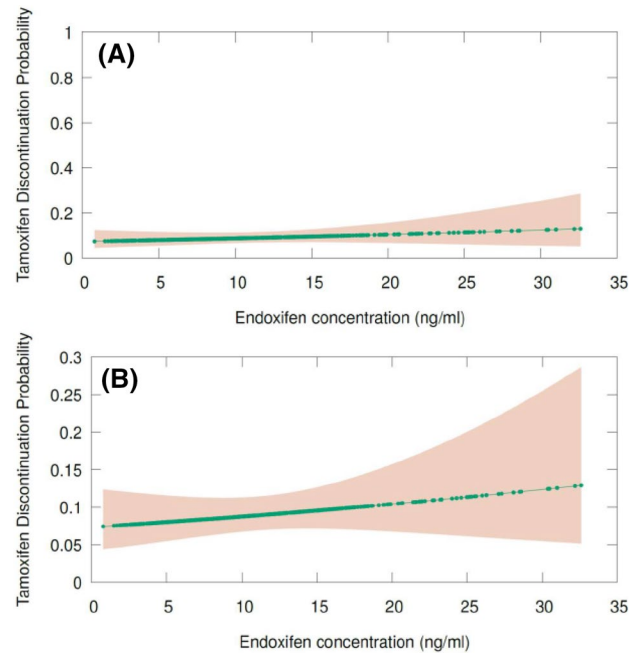 (A)
Tamoxifen Discontinuation Probability
1
0.8
0.6
0.4
0.2
0
0 5 10 15 20 25 30 35
Endoxifen concentration (ng/ml)
(B)
Tamoxifen Discontinuation Probability
0.3
0.25
0.2
0.15
0.1
0.05
0
0 5 10 15 20 25 30 35
Endoxifen concentration (ng/ml)